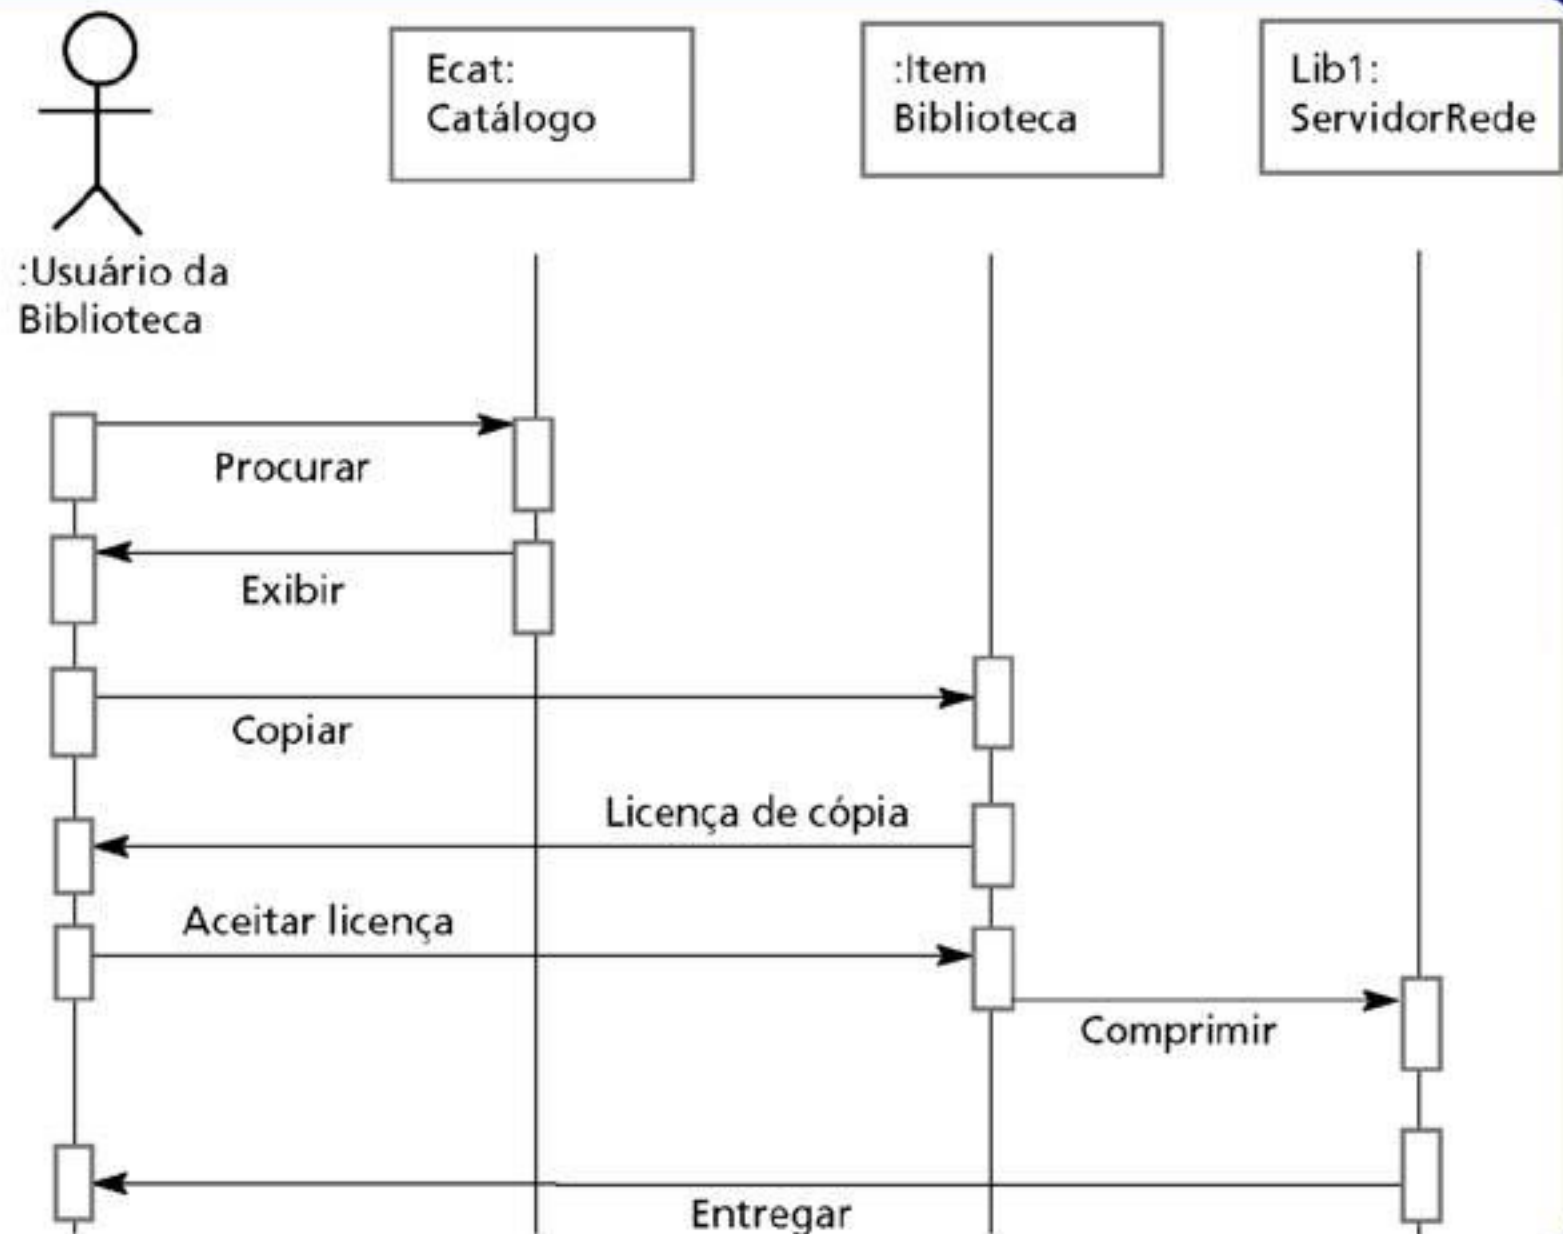 Ecat:
Catálogo
:Item
Biblioteca
Lib1:
ServidorRede
:Usuário da
Biblioteca
Procurar
Exibir
Copiar
Licença de cópia
Aceitar licença
Comprimir
Entregar